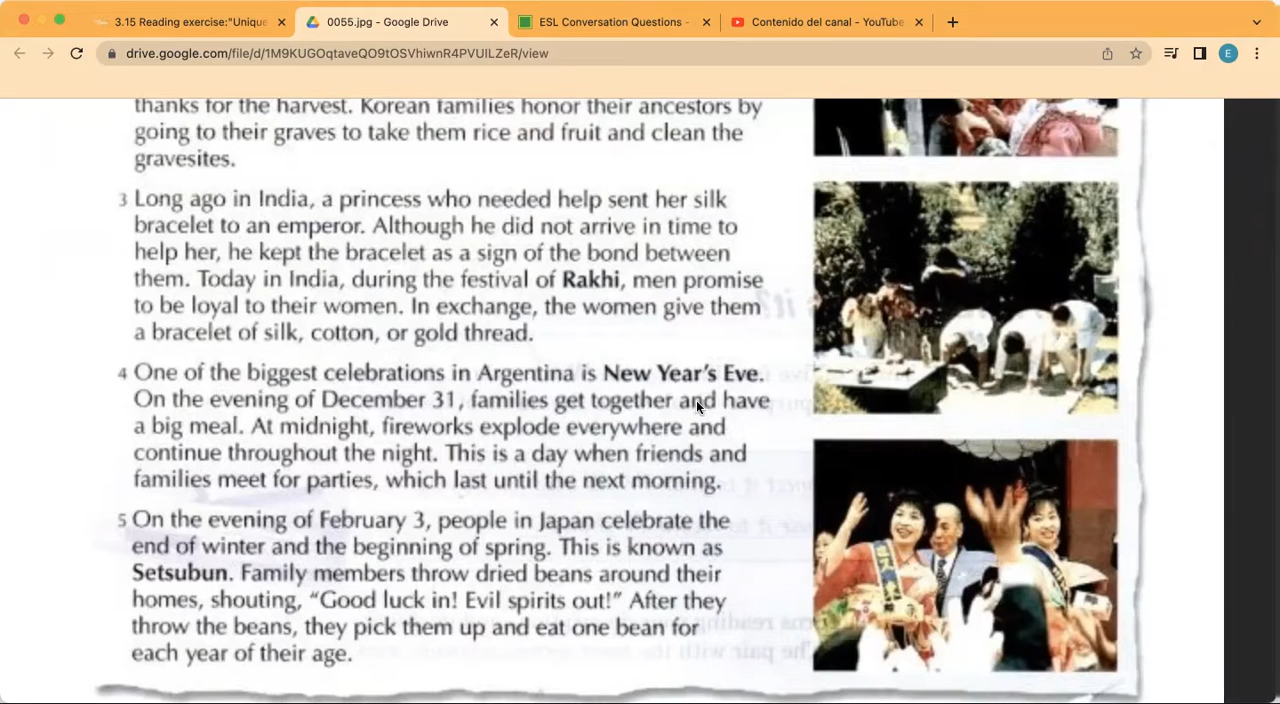 3.15 Reading exercise:"Unique
0055.jpg - Google Drive
ESL Conversation Questions -
Contenido del canal - YouTube
drive.google.com/file/d/1M9KUGOqtaveQO9tOSVhiwnR4PVUlLZeR/view
E
thanks for the harvest. Korean families honor their ancestors by
going to their graves to take them rice and fruit and clean the
gravesites.
3 Long ago in India, a princess who needed help sent her silk
bracelet to an emperor. Although he did not arrive in time to
help her, he kept the bracelet as a sign of the bond between
them. Today in India, during the festival of Rakhi, men promise
to be loyal to their women. In exchange, the women give them
a bracelet of silk, cotton, or gold thread.
4 One of the biggest celebrations in Argentina is New Year's Eve.
On the evening of December 31, families get together and have
a big meal. At midnight, fireworks explode everywhere and
continue throughout the night. This is a day when friends and
families meet for parties, which last until the next morning.
5 On the evening of February 3, people in Japan celebrate the
end of winter and the beginning of spring. This is known as
Setsubun. Family members throw dried beans around their
homes, shouting, "Good luck in! Evil spirits out!" After they
throw the beans, they pick them up and eat one bean for
each year of their age.